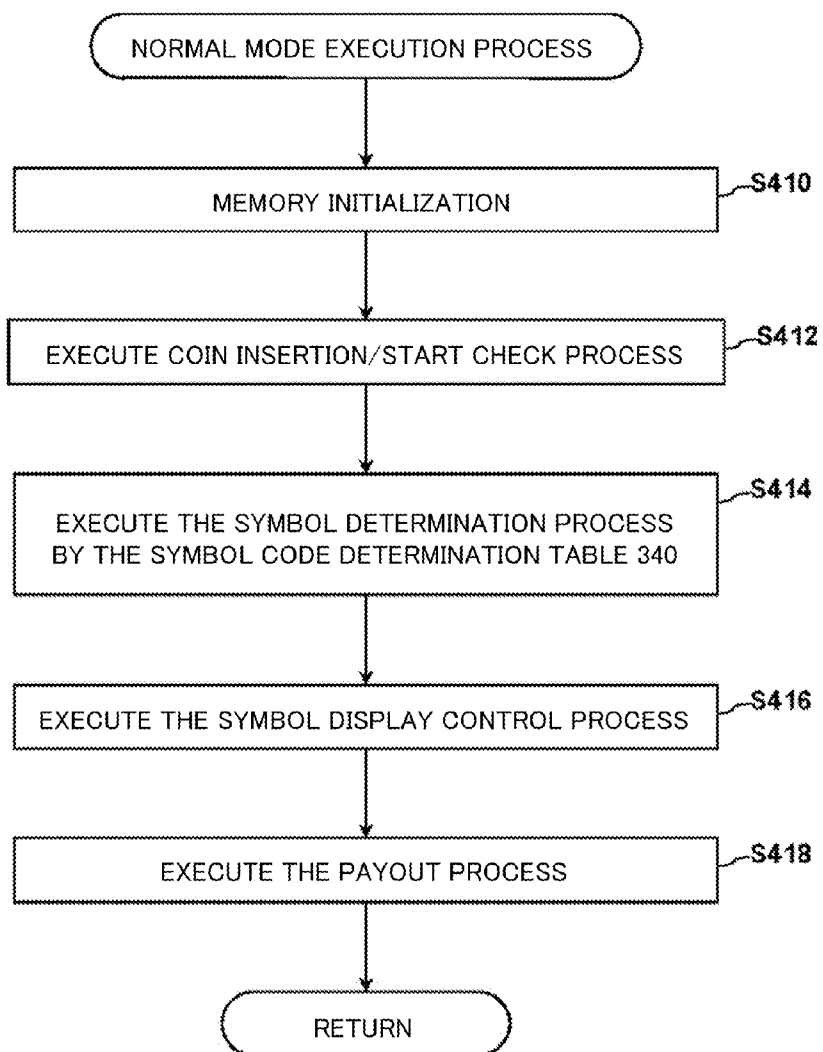 NORMAL MODE EXECUTION PROCESS
MEMORY INITIALIZATION
S410
EXECUTE COIN INSERTION/START CHECK PROCESS
S412
EXECUTE THE SYMBOL DETERMINATION PROCESS
BY THE SYMBOL CODE DETERMINATION TABLE 340
S414
EXECUTE THE SYMBOL DISPLAY CONTROL PROCESS
S416
EXECUTE THE PAYOUT PROCESS
S418
RETURN